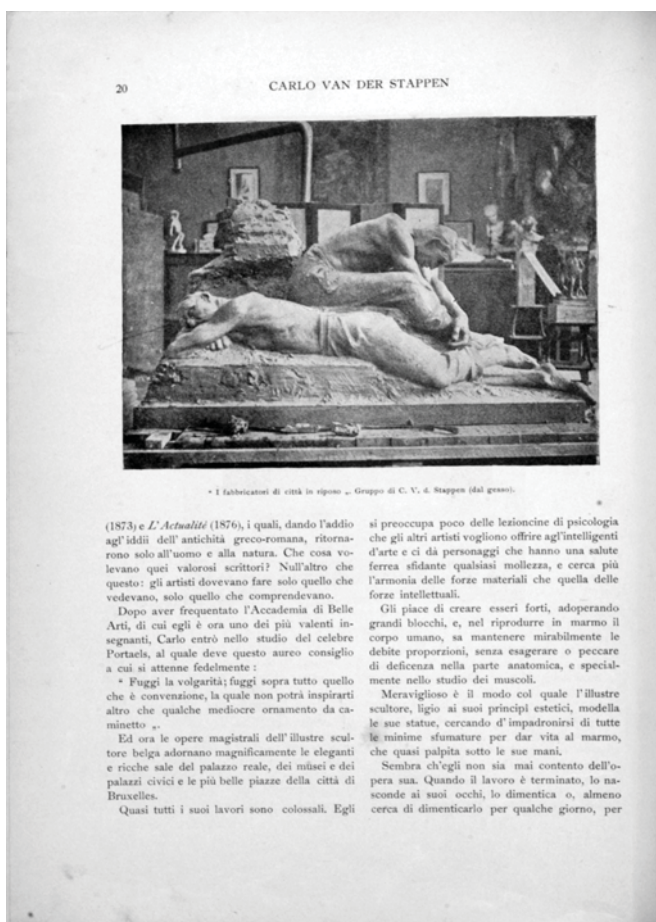 20
CARLO VAN DER STAPPEN
“ I fabbricatori di città in riposo „. Gruppo di C. V. d. Stappen (dal gesso).
(1873) e L'Actualité (1876), i quali, dando l'addio
agl'iddii dell'antichità greco-romana, ritorna-
rono solo all'uomo e alla natura. Che cosa vo-
levano quei valorosi scrittori? Null'altro che
questo: gli artisti dovevano fare solo quello che
vedevano, solo quello che comprendevano.
Dopo aver frequentato l'Accademia di Belle
Arti, di cui egli è ora uno dei più valenti in-
segnanti, Carlo entrò nello studio del celebre
Portaels, al quale deve questo aureo consiglio
a cui si attenne fedelmente :
“ Fuggi la volgarità; fuggi sopra tutto quello
che è convenzione, la quale non potrà inspirarti
altro che qualche mediocre ornamento da ca-
minetto „.
Ed ora le opere magistrali dell'illustre scul-
tore belga adornano magnificamente le eleganti
e ricche sale del palazzo reale, dei músei e dei
palazzi civici e le più belle piazze della città di
Bruxelles.
Quasi tutti i suoi lavori sono colossali. Egli
si preoccupa poco delle lezioncine di psicologia
che gli altri artisti vogliono offrire agl'intelligenti
d'arte e ci dà personaggi che hanno una salute
ferrea sfidante qualsiasi mollezza, e cerca più
l'armonia delle forze materiali che quella delle
forze intellettuali.
Gli piace di creare esseri forti, adoperando
grandi blocchi, e, nel riprodurre in marmo il
corpo umano, sa mantenere mirabilmente le
debite proporzioni, senza esagerare o peccare
di deficenza nella parte anatomica, e special-
mente nello studio dei muscoli.
Meraviglioso è il modo col quale l'illustre
scultore, ligio ai suoi principî estetici, modella
le sue statue, cercando d'impadronirsi di tutte
le minime sfumature per dar vita al marmo,
che quasi palpita sotto le sue mani.
Sembra ch'egli non sia mai contento dell'o-
pera sua. Quando il lavoro è terminato, lo na-
sconde ai suoi occhi, lo dimentica o, almeno
cerca di dimenticarlo per qualche giorno, per